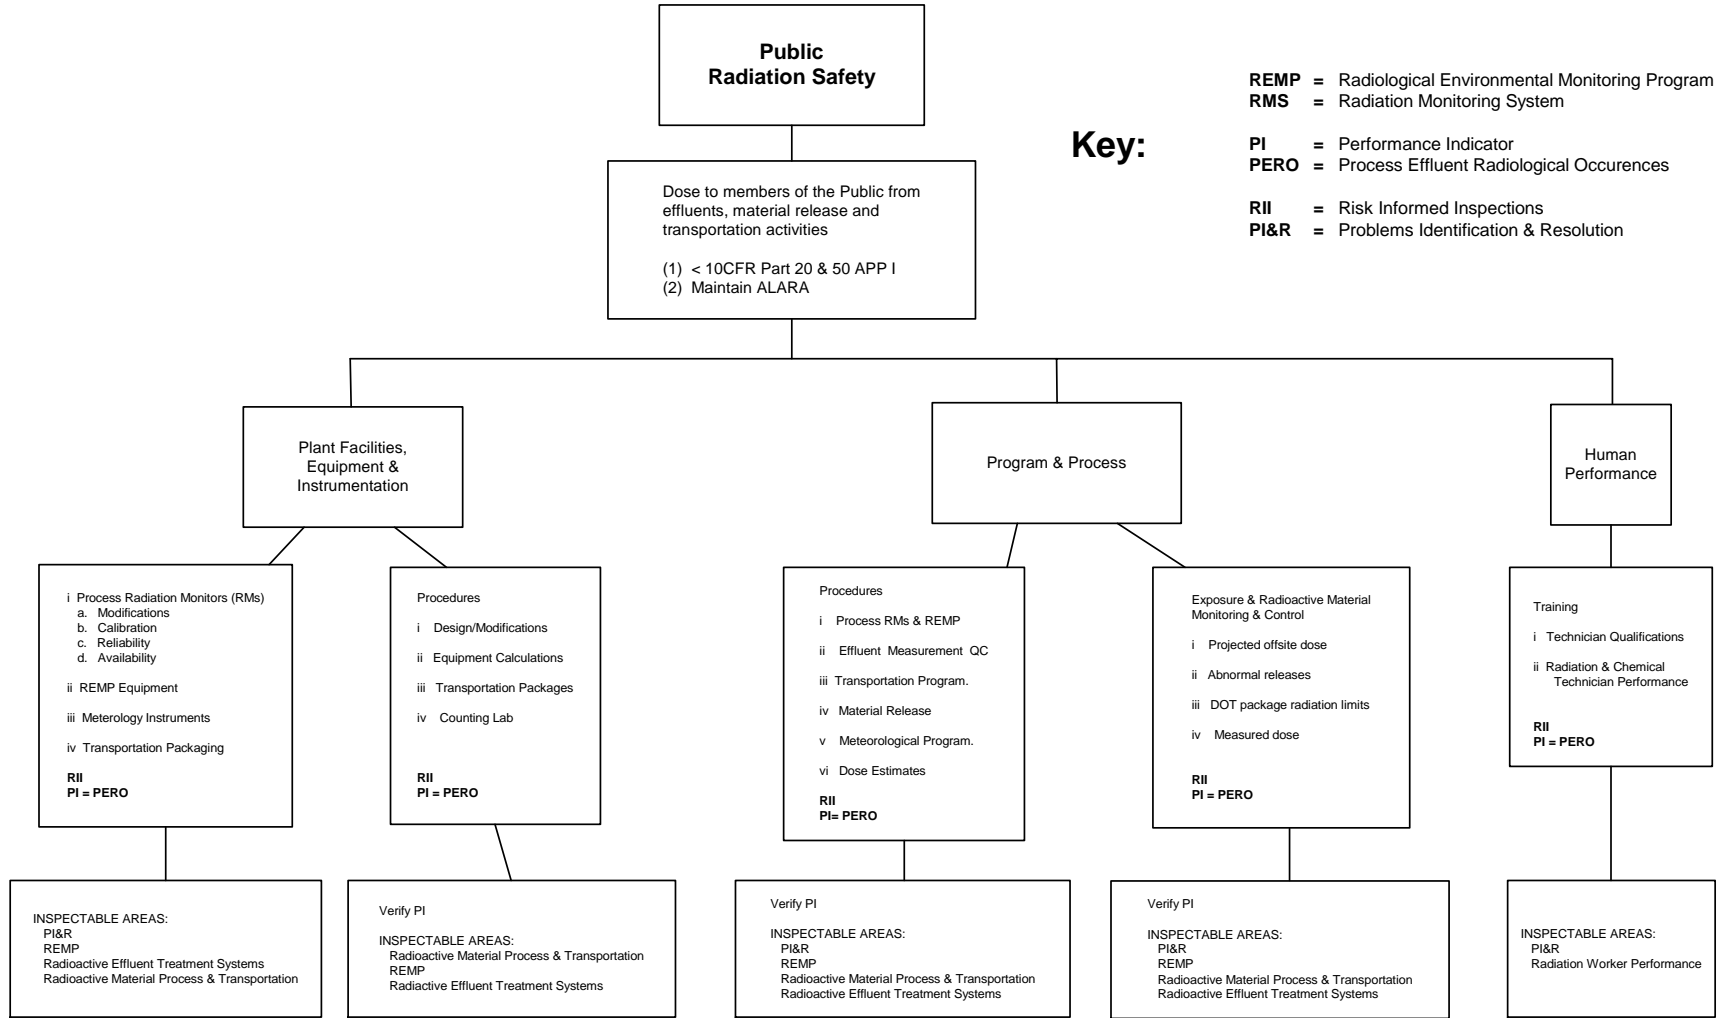 Public
Radiation Safety
Key:
REMP = Radiological Environmental Monitoring Program
RMS = Radiation Monitoring System
PI = Performance Indicator
PERO = Process Effluent Radiological Occurences
RII = Risk Informed Inspections
PI&R = Problems Identification & Resolution
Dose to members of the Public from
effluents, material release and
transportation activities
(1) < 10CFR Part 20 & 50 APP I
(2) Maintain ALARA
Plant Facilities,
Equipment &
Instrumentation
Program & Process
Human
Performance
i Process Radiation Monitors (RMs)
a. Modifications
b. Calibration
c. Reliability
d. Availability
ii REMP Equipment
iii Meterology Instruments
iv Transportation Packaging
RII
PI = PERO
Procedures
i Design/Modifications
ii Equipment Calculations
iii Transportation Packages
iv Counting Lab
RII
PI = PERO
Procedures
i Process RMs & REMP
ii Effluent Measurement QC
iii Transportation Program.
iv Material Release
v Meteorological Program.
vi Dose Estimates
RII
PI= PERO
Exposure & Radioactive Material
Monitoring & Control
i Projected offsite dose
ii Abnormal releases
iii DOT package radiation limits
iv Measured dose
RII
PI = PERO
Training
i Technician Qualifications
ii Radiation & Chemical
Technician Performance
RII
PI = PERO
INSPECTABLE AREAS:
PI&R
REMP
Radioactive Effluent Treatment Systems
Radioactive Material Process & Transportation
Verify PI
INSPECTABLE AREAS:
Radioactive Material Process & Transportation
REMP
Radiactive Effluent Treatment Systems
Verify PI
INSPECTABLE AREAS:
PI&R
REMP
Radioactive Material Process & Transportation
Radioactive Effluent Treatment Systems
Verify PI
INSPECTABLE AREAS:
PI&R
REMP
Radioactive Material Process & Transportation
Radioactive Effluent Treatment Systems
INSPECTABLE AREAS:
PI&R
Radiation Worker Performance